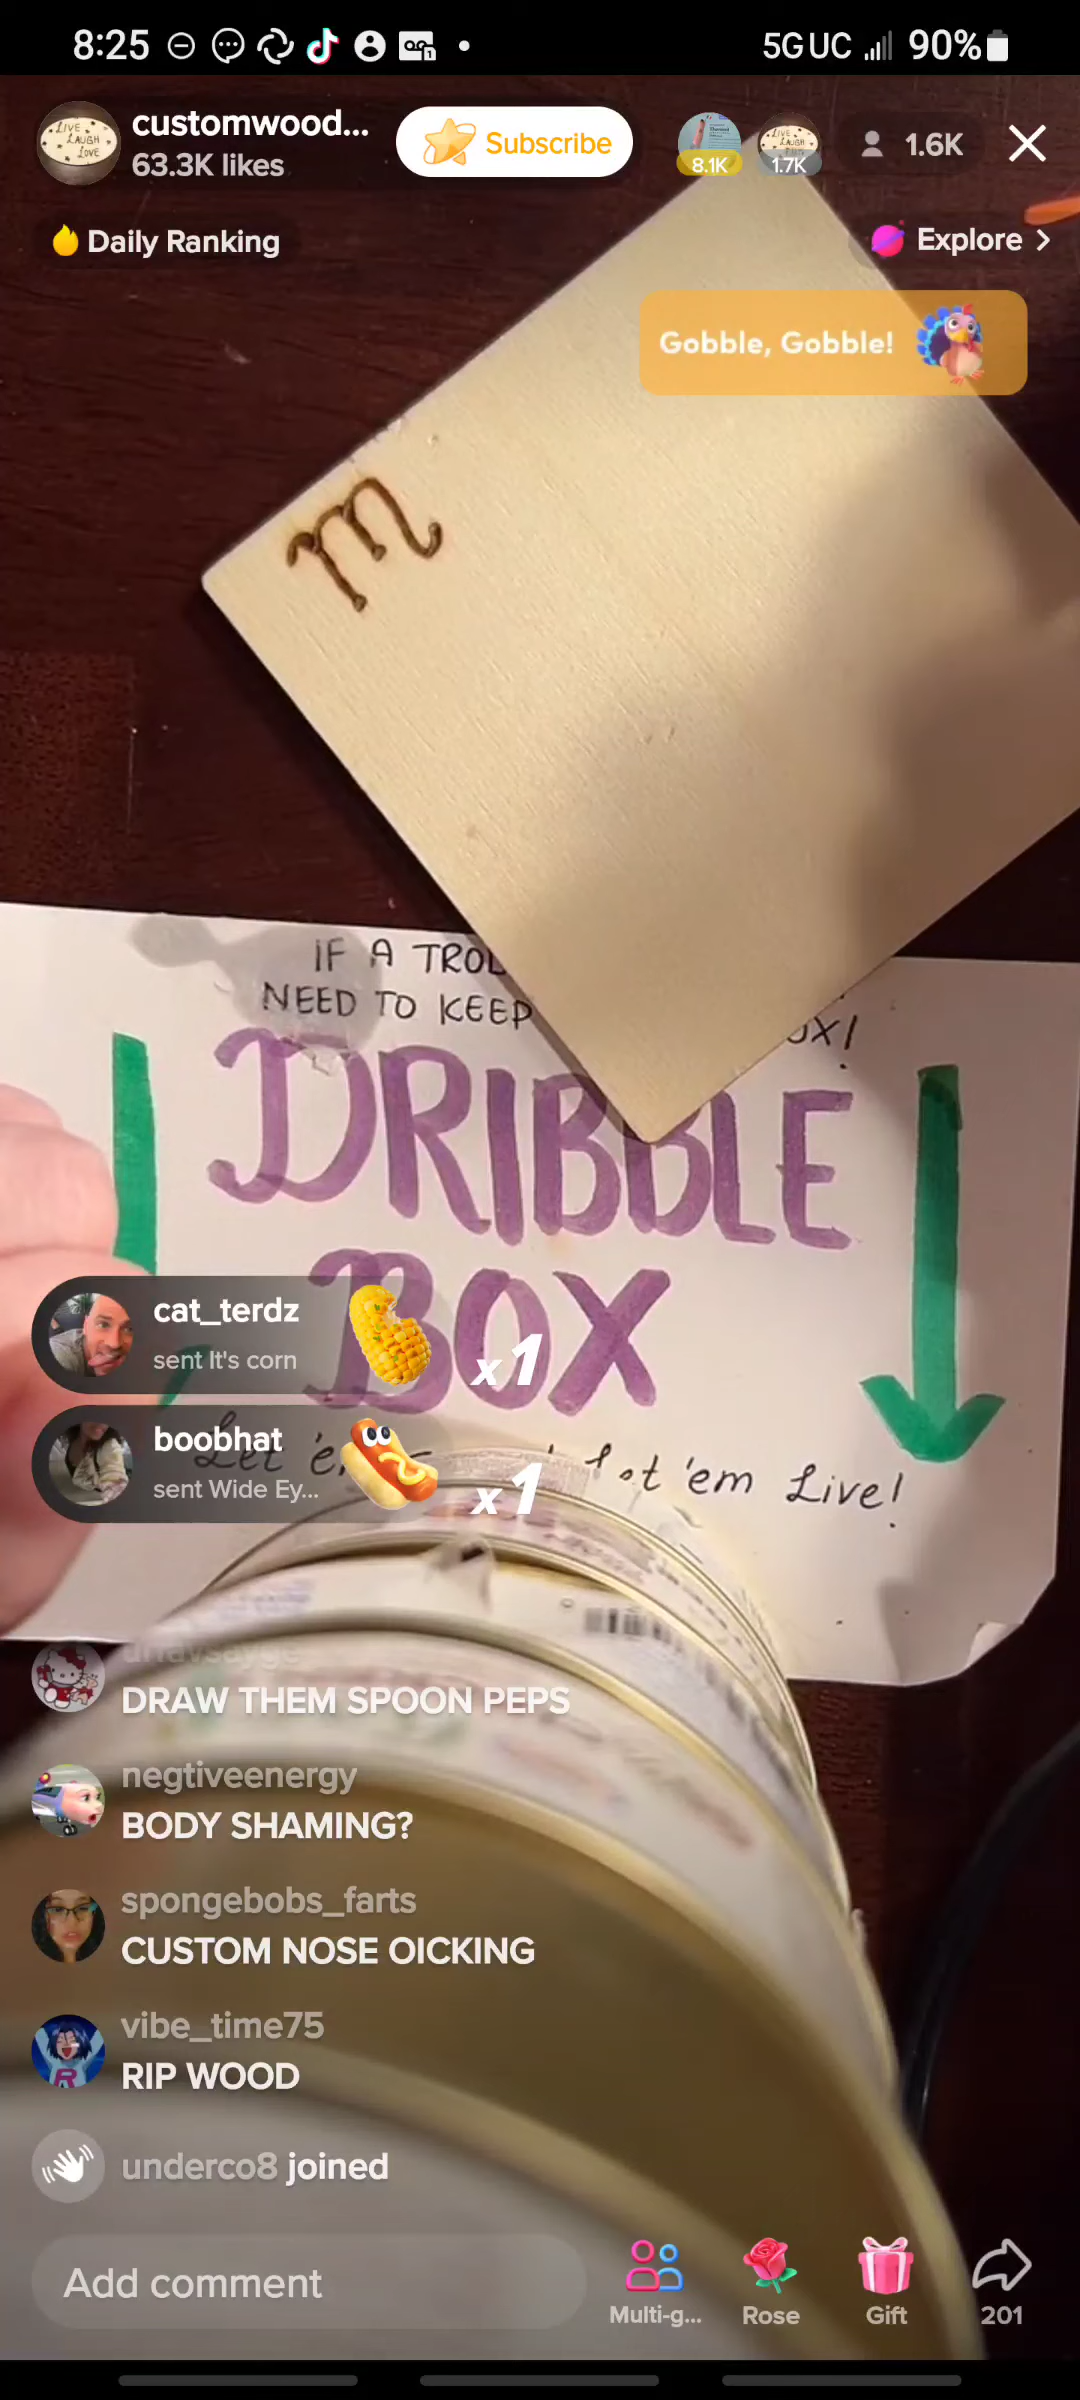 8:25
5G UC 90%
customwood...
63.3K likes
Subscribe
8.1K
1.7K
1.6K
LIVE
LAUGH
LOVE
Daily Ranking
Explore >
Gobble, Gobble!
m
IF A
NEED TO KEEP
DRIBBLE
BOX
'em Live!
cat_terdz
sent It's corn
x1
boobhat
sent Wide Ey...
x1
DRAW THEM SPOON PEPS
negtiveenergy
BODY SHAMING?
spongebobs_farts
CUSTOM NOSE OICKING
vibe_time75
RIP WOOD
underco8 joined
Add comment
Multi-g...
Rose
Gift
201